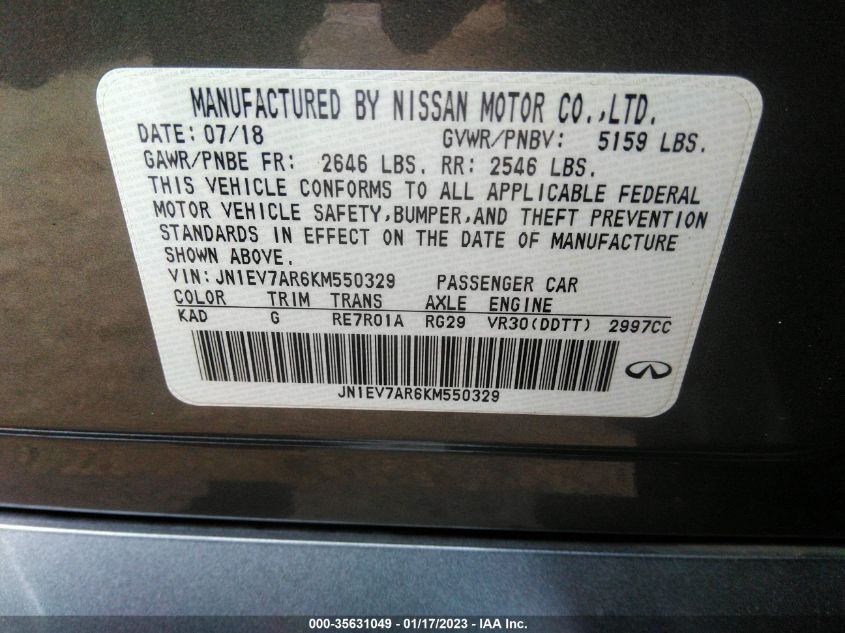 MANUFACTURED BY NISSAN MOTOR CO.,LTD.
DATE: 07/18 GVWR/PNBV: 5159 LBS.
GAWR/PNBE FR: 2646 LBS. RR: 2546 LBS.
THIS VEHICLE CONFORMS TO ALL APPLICABLE FEDERAL
MOTOR VEHICLE SAFETY,BUMPER,AND THEFT PREVENTION
STANDARDS IN EFFECT ON THE DATE OF MANUFACTURE
SHOWN ABOVE.
VIN:JN1EV7AR6KM550329 PASSENGER CAR
COLOR TRIM TRANS AXLE ENGINE
KAD G RE7R01A RG29 VR30(DDTT) 2997CC
JN1EV7AR6KM550329
000-35631049 - 01/17/2023 - IAA Inc.